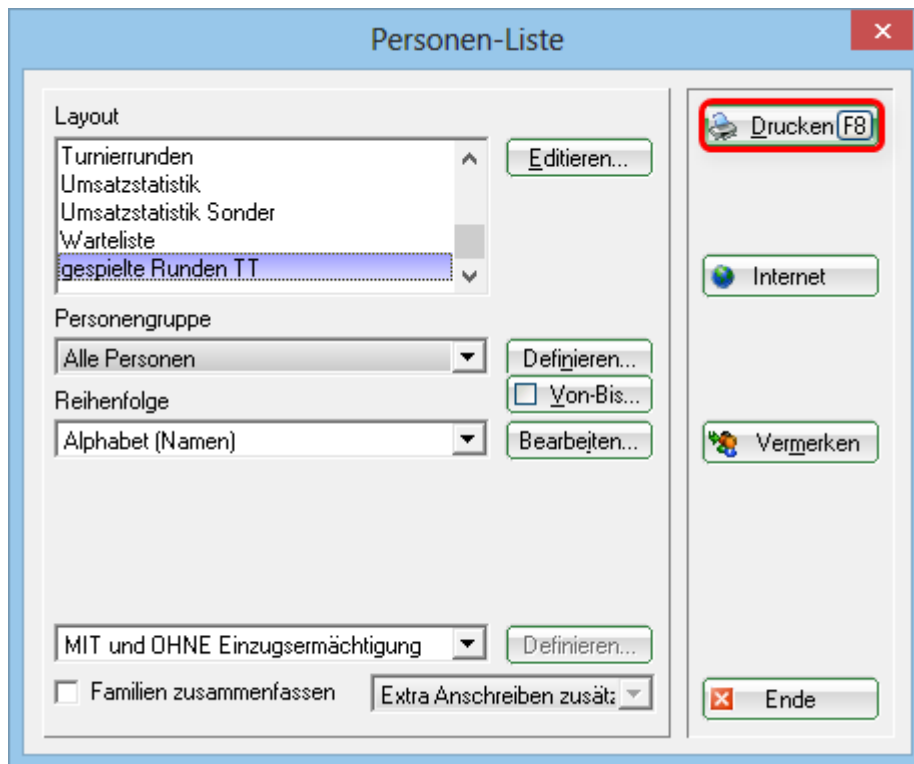 Personen-Liste
Layout
Turnierrunden
Umsatzstatistik
Umsatzstatistik Sonder
Warteliste
gespielte Runden TT
Editieren...
Personengruppe
Alle Personen
Definieren...
Von-Bis...
Reihenfolge
Alphabet (Namen)
Bearbeiten...
MIT und OHNE Einzugsermächtigung
Definieren...
Familien zusammenfassen
Extra Anschreiben zusät
Drucken F8
Internet
Vermerken
Ende